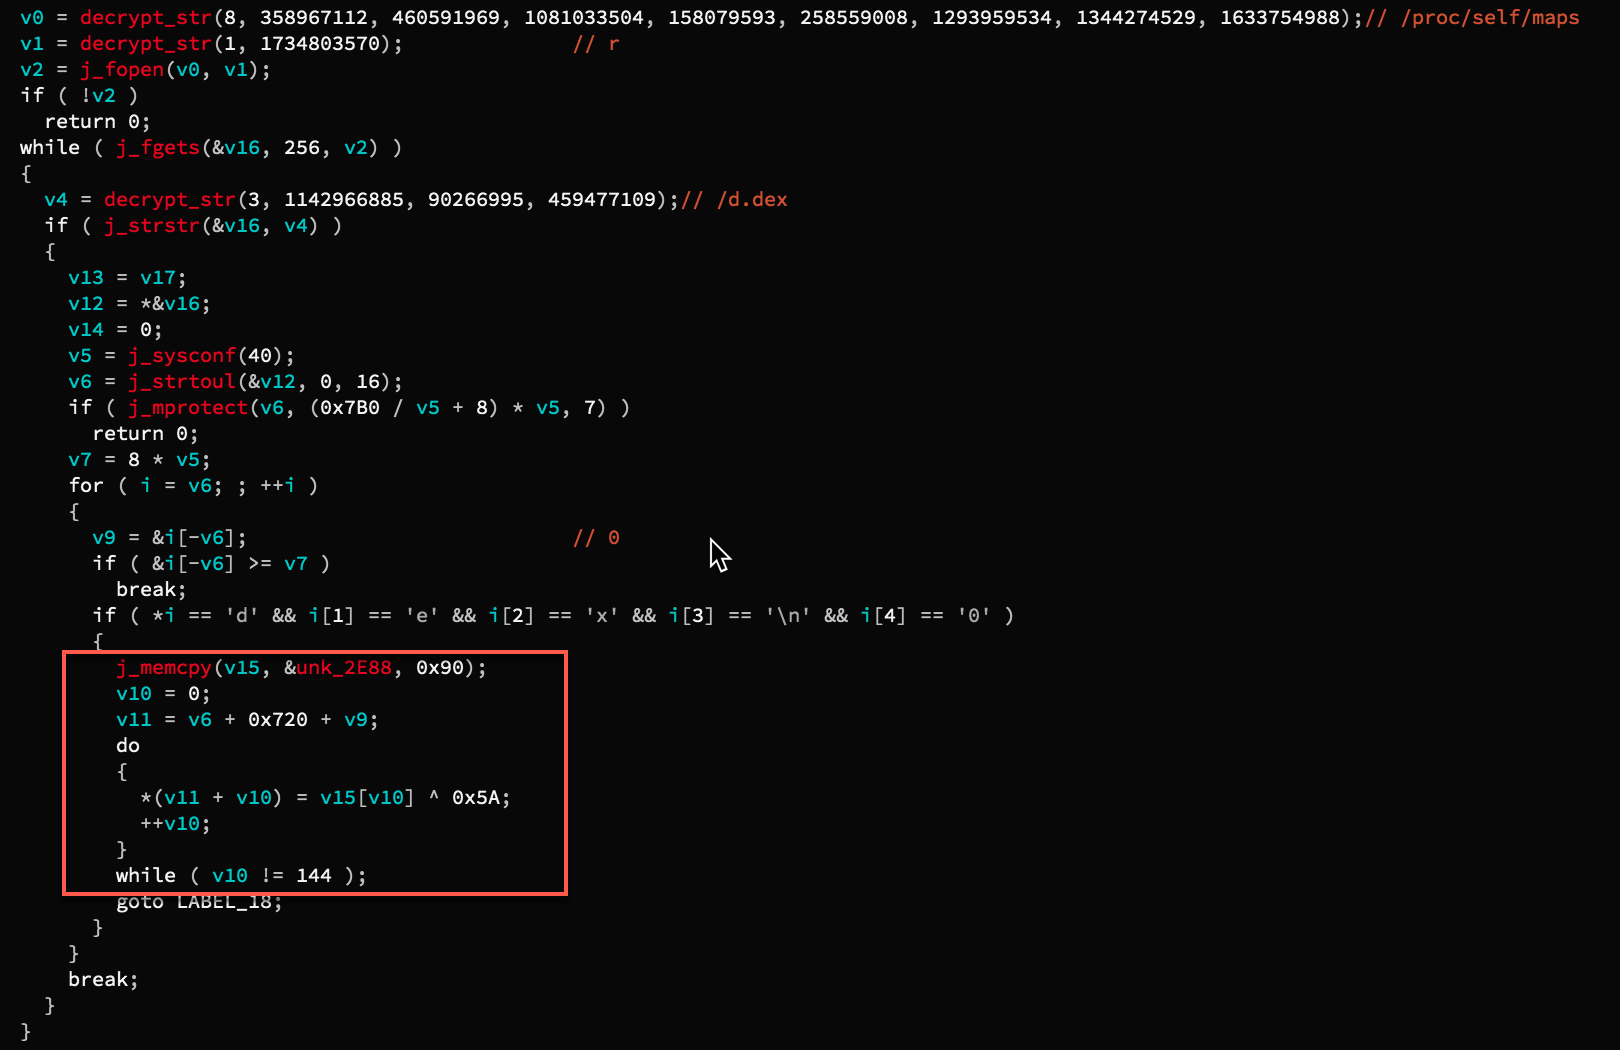 v0 = decrypt_str(8, 358967112, 460591969, 1081033504, 158079593, 258559008, 1293959534, 1344274529, 1633754988);// /proc/self/maps
v1 = decrypt_str(1, 1734803570); // r
v2 = j_fopen(v0, v1);
if ( !v2 )
return 0;
while ( j_fgets(&v16, 256, v2) )
{
v4 = decrypt_str(3, 1142966885, 90266995, 459477109);// /d.dex
if ( j_strstr(&v16, v4) )
{
v13 = v17;
v12 = *&v16;
v14 = 0;
v5 = j_sysconf(40);
v6 = j_strtoul(&v12, 0, 16);
if ( j_mprotect(v6, (0x7B0 / v5 + 8) * v5, 7) )
return 0;
v7 = 8 * v5;
for ( i = v6; ; ++i )
{
v9 = &i[-v6]; // 0
if ( &i[-v6] >= v7 )
break;
if ( *i == 'd' && i[1] == 'e' && i[2] == 'x' && i[3] == '\n' && i[4] == '0' )
{
j_memcpy(v15, &unk_2E88, 0x90);
v10 = 0;
v11 = v6 + 0x720 + v9;
do
{
*(v11 + v10) = v15[v10] ^ 0x5A;
++v10;
}
while ( v10 != 144 );
goto LABEL_18;
}
}
break;
}
}